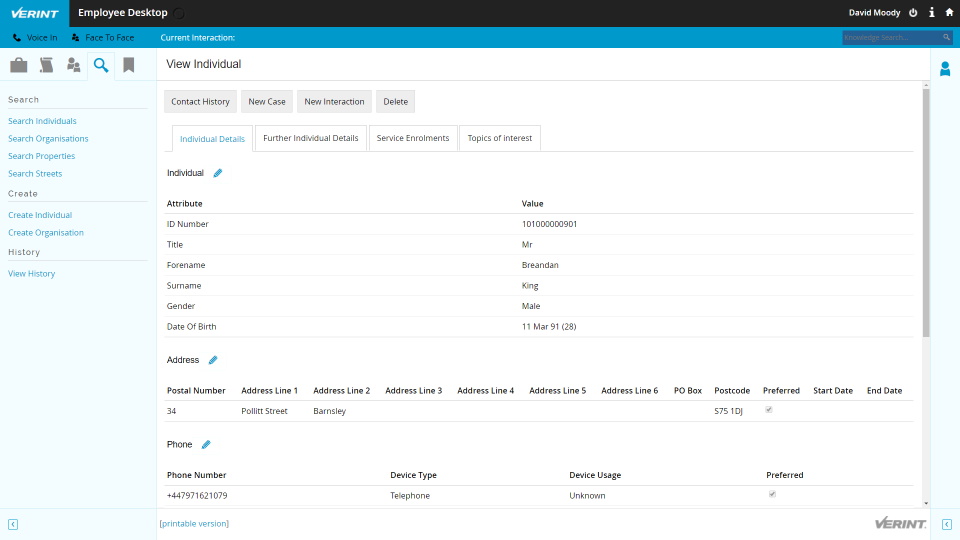 VERINT
Employee Desktop
David Moody
Voice In
Face To Face
Current Interaction:
Knowledge Search...
View Individual
Search
Search Individuals
Search Organisations
Search Properties
Search Streets
Create
Create Individual
Create Organisation
History
View History
Contact History
New Case
New Interaction
Delete
Individual Details
Further Individual Details
Service Enrolments
Topics of interest
Individual
Attribute Value
ID Number 101000000901
Title Mr
Forename Breandan
Surname King
Gender Male
Date Of Birth 11 Mar 91 (28)
Address
Postal Number Address Line 1 Address Line 2 Address Line 3 Address Line 4 Address Line 5 Address Line 6 PO Box Postcode Preferred Start Date End Date
34 Pollitt Street Barnsley S75 1DJ
Phone
Phone Number Device Type Device Usage Preferred
+447971621079 Telephone Unknown
[printable version]
VERINT.